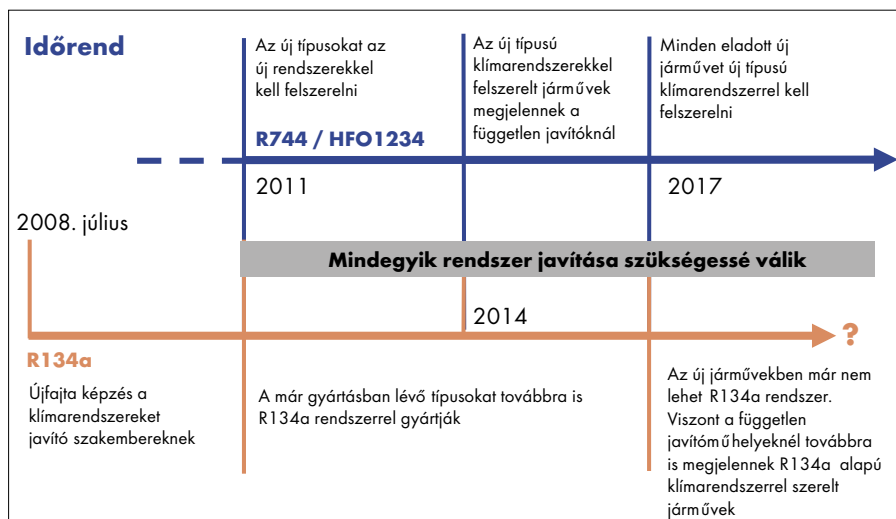 Időrend
Az új típusokat az
új rendszerekkel
kell felszerelni
Az új típusú
klímarendszerekkel
felszerelt járművek
megjelennek a
független javítóknál
Minden eladott új
járművet új típusú
klímarendszerrel kell
felszerelni
R744 / HFO1234
2011
2017
2008. július
Mindegyik rendszer javítása szükségessé válik
2014
?
R134a
Újfajta képzés a
klímarendszereket
javító szakembereknek
A már gyártásban lévő típusokat továbbra is
R134a rendszerrel gyártják
Az új járművekben már nem
lehet R134a rendszer.
Viszont a független
javítóműhelyeknél továbbra
is megjelennek R134a alapú
klímarendszerrel szerelt
járművek